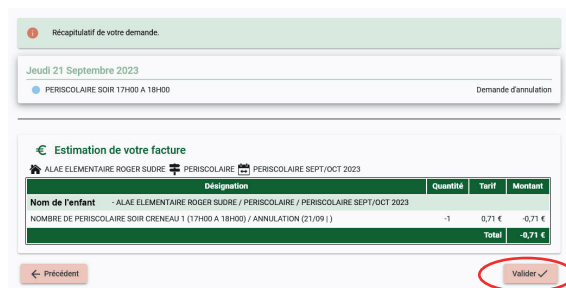 Récapitulatif de votre demande.
Jeudi 21 Septembre 2023
PERISCOLAIRE SOIR 17H00 A 18H00 Demande d'annulation
€ Estimation de votre facture
ALAE ELEMENTAIRE ROGER SUDRE PERISCOLAIRE PERISCOLAIRE SEPT/OCT 2023
Désignation Quantité Tarif Montant
Nom de l'enfant - ALAE ELEMENTAIRE ROGER SUDRE / PERISCOLAIRE / PERISCOLAIRE SEPT/OCT 2023
NOMBRE DE PERISCOLAIRE SOIR CRENEAU 1 (17H00 A 18H00) / ANNULATION (21/09 | ) -1 0,71 € -0,71 €
Total -0,71 €
← Précédent Valider ✓